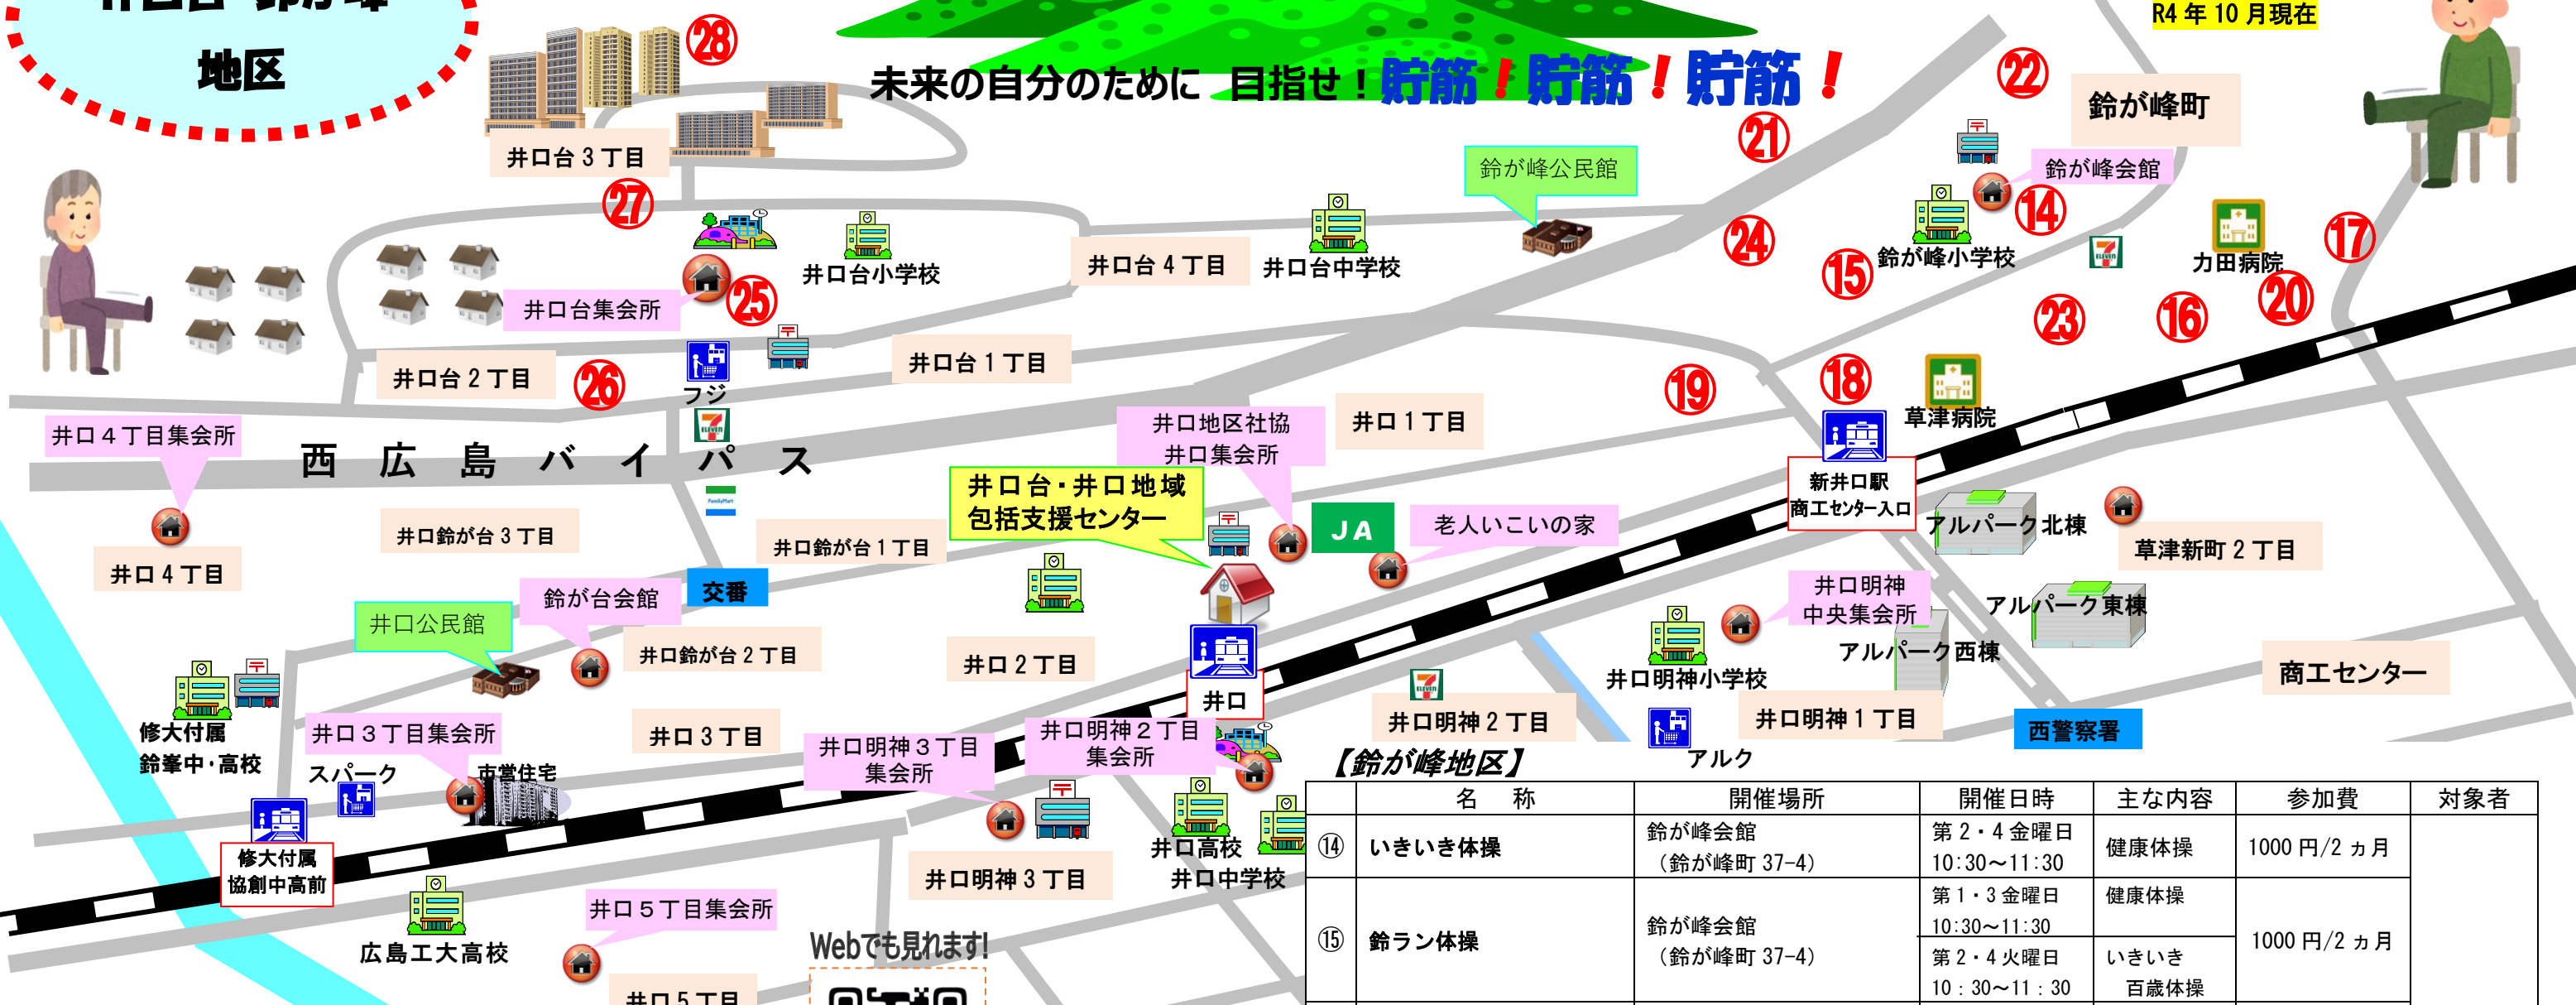 地区
R4年10月現在
未来の自分のために 目指せ！貯筋！貯筋！貯筋！
㉘
㉒
鈴が峰町
㉑
井口台3丁目
鈴が峰公民館
鈴が峰会館
⑭
㉗
井口台小学校
井口台4丁目
井口台中学校
㉔
⑮
鈴が峰小学校
力田病院
⑰
井口台集会所
㉕
㉓
⑯
⑳
井口台2丁目
㉖
フジ
井口台1丁目
⑲
⑱
草津病院
井口４丁目集会所
西広島バイパス
井口地区社協
井口集会所
井口1丁目
新井口駅
商工センター入口
FamilyMart
井口台・井口地域
包括支援センター
井口鈴が台3丁目
井口鈴が台1丁目
JA
老人いこいの家
アルパーク北棟
草津新町2丁目
井口4丁目
交番
鈴が台会館
井口公民館
井口鈴が台2丁目
井口2丁目
井口明神
中央集会所
アルパーク東棟
アルパーク西棟
井口明神小学校
商工センター
井口
修大付属
鈴峯中・高校
井口３丁目集会所
井口3丁目
井口明神３丁目
集会所
井口明神２丁目
集会所
井口明神2丁目
井口明神1丁目
西警察署
アルク
スパーク
市営住宅
修大付属
協創中高前
井口明神3丁目
井口高校
井口中学校
広島工大高校
井口５丁目集会所
井口5丁目
Webでも見れます!
【鈴が峰地区】
名　称 開催場所 開催日時 主な内容 参加費 対象者
⑭ いきいき体操 鈴が峰会館 （鈴が峰町37-4） 第2・4金曜日 10:30～11:30 健康体操 1000円/2ヵ月
⑮ 鈴ラン体操 鈴が峰会館 （鈴が峰町37-4） 第1・3金曜日 10:30～11:30 健康体操 1000円/2ヵ月
第2・4火曜日 10：30～11：30 いきいき 百歳体操